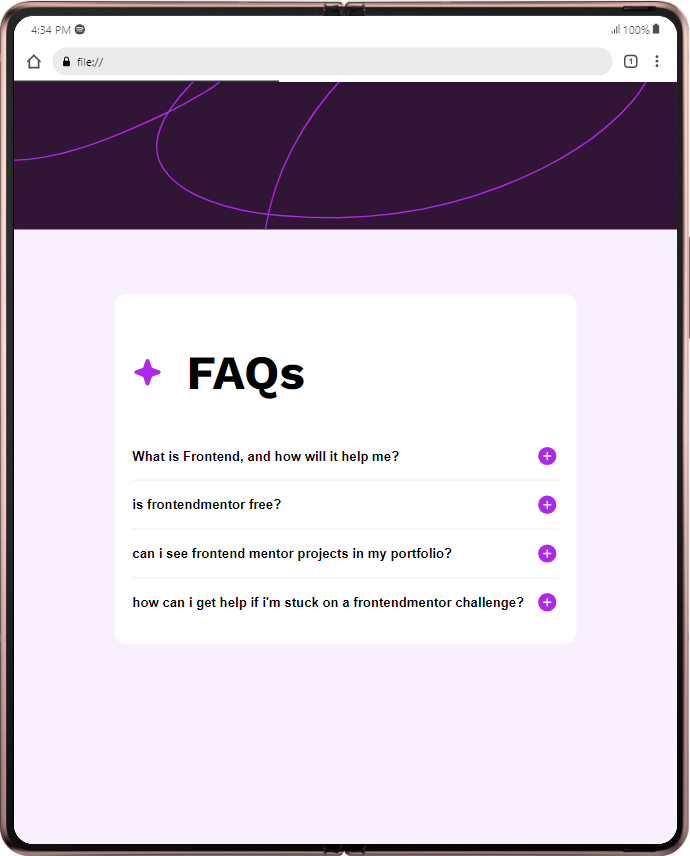 4:34 PM
100%
file://
1
FAQs
What is Frontend, and how will it help me?
is frontendmentor free?
can i see frontend mentor projects in my portfolio?
how can i get help if i'm stuck on a frontendmentor challenge?